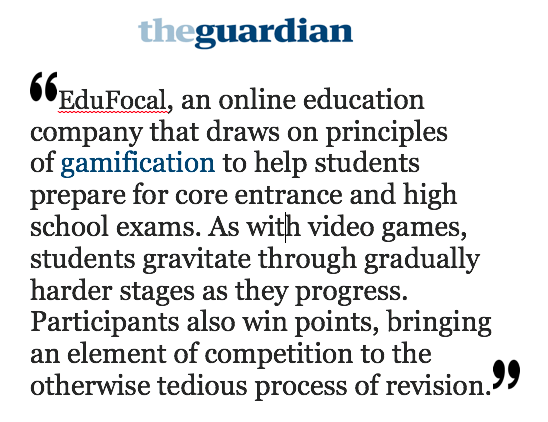 theguardian
“EduFocal, an online education
company that draws on principles
of gamification to help students
prepare for core entrance and high
school exams. As with video games,
students gravitate through gradually
harder stages as they progress.
Participants also win points, bringing
an element of competition to the
otherwise tedious process of revision.”